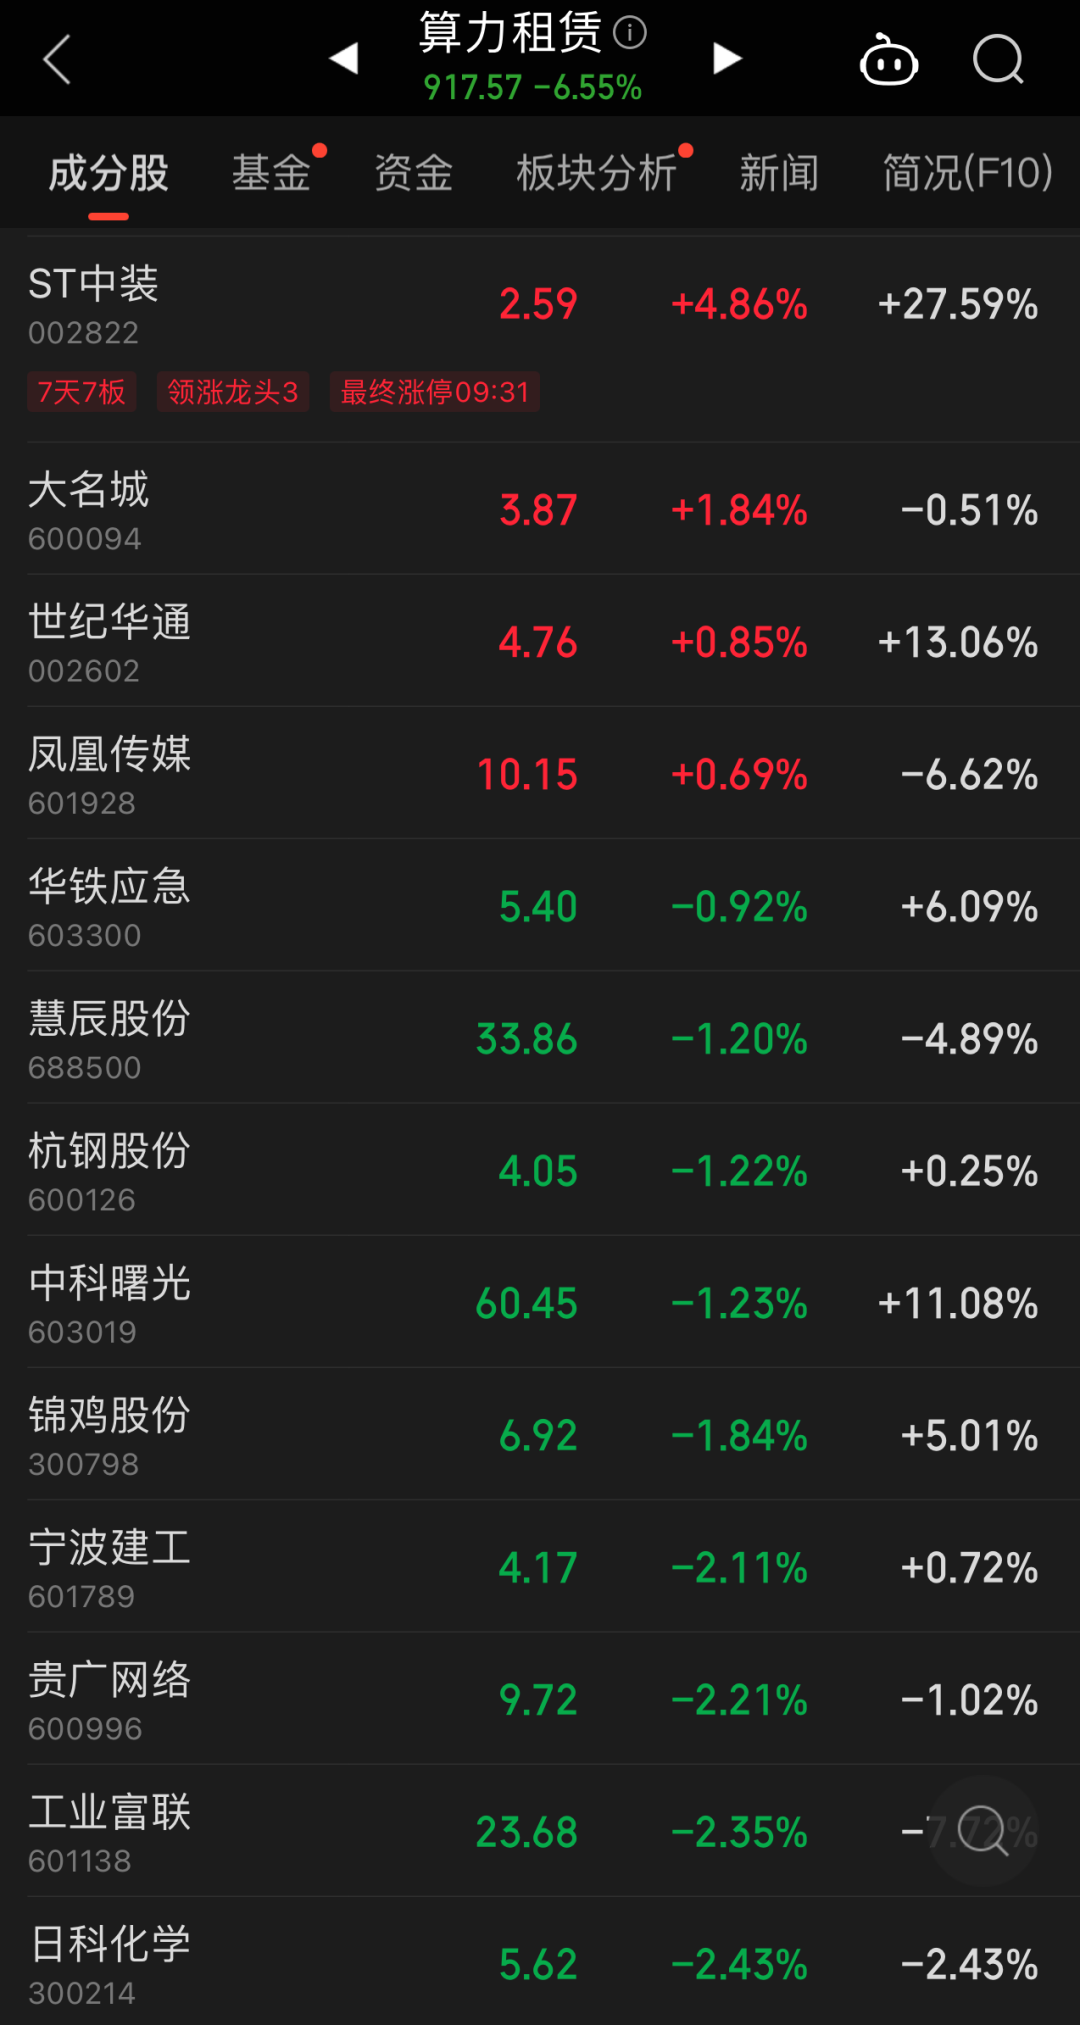 算力租赁
917.57 -6.55%
成分股 基金 资金 板块分析 新闻 简况(F10)
ST中装 2.59 +4.86% +27.59%
002822
7天7板 领涨龙头3 最终涨停09:31
大名城 3.87 +1.84% -0.51%
600094
世纪华通 4.76 +0.85% +13.06%
002602
凤凰传媒 10.15 +0.69% -6.62%
601928
华铁应急 5.40 -0.92% +6.09%
603300
慧辰股份 33.86 -1.20% -4.89%
688500
杭钢股份 4.05 -1.22% +0.25%
600126
中科曙光 60.45 -1.23% +11.08%
603019
锦鸡股份 6.92 -1.84% +5.01%
300798
宁波建工 4.17 -2.11% +0.72%
601789
贵广网络 9.72 -2.21% -1.02%
600996
工业富联 23.68 -2.35% -7.72%
601138
日科化学 5.62 -2.43% -2.43%
300214